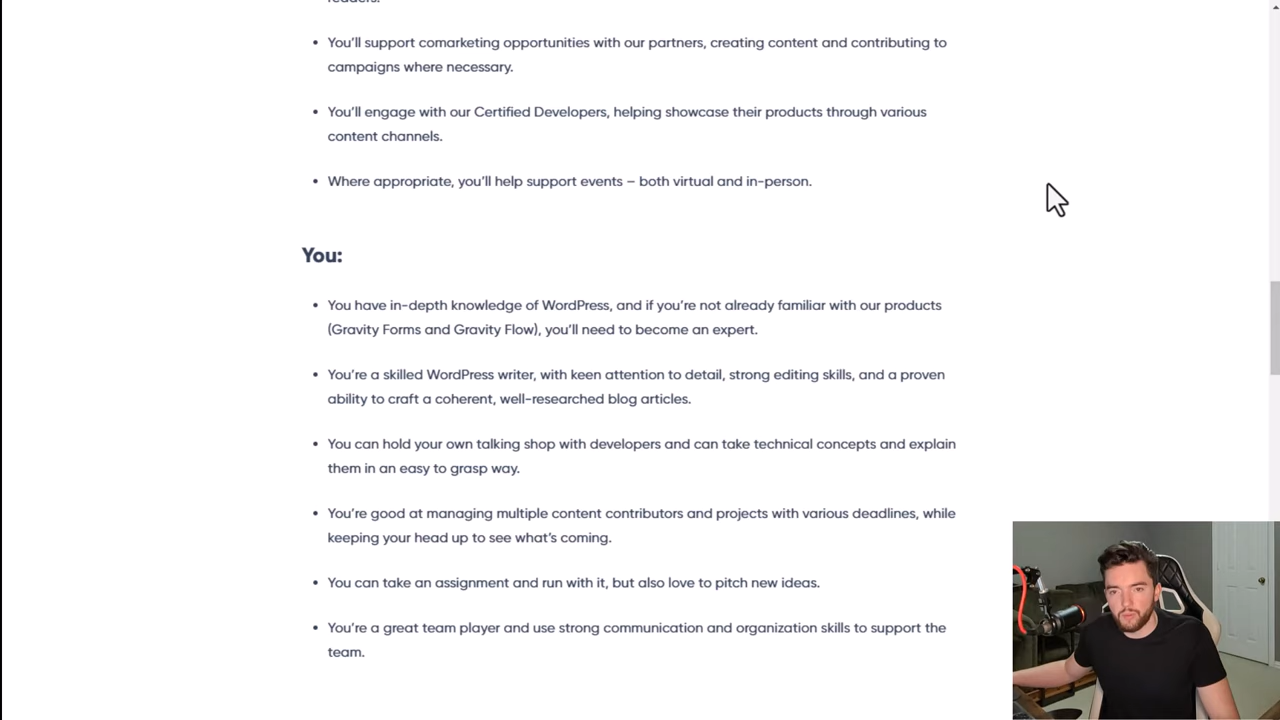 readers.
• You'll support comarketing opportunities with our partners, creating content and contributing to
campaigns where necessary.
• You'll engage with our Certified Developers, helping showcase their products through various
content channels.
• Where appropriate, you'll help support events – both virtual and in-person.
You:
• You have in-depth knowledge of WordPress, and if you're not already familiar with our products
(Gravity Forms and Gravity Flow), you'll need to become an expert.
• You're a skilled WordPress writer, with keen attention to detail, strong editing skills, and a proven
ability to craft a coherent, well-researched blog articles.
• You can hold your own talking shop with developers and can take technical concepts and explain
them in an easy to grasp way.
• You're good at managing multiple content contributors and projects with various deadlines, while
keeping your head up to see what's coming.
• You can take an assignment and run with it, but also love to pitch new ideas.
• You're a great team player and use strong communication and organization skills to support the
team.